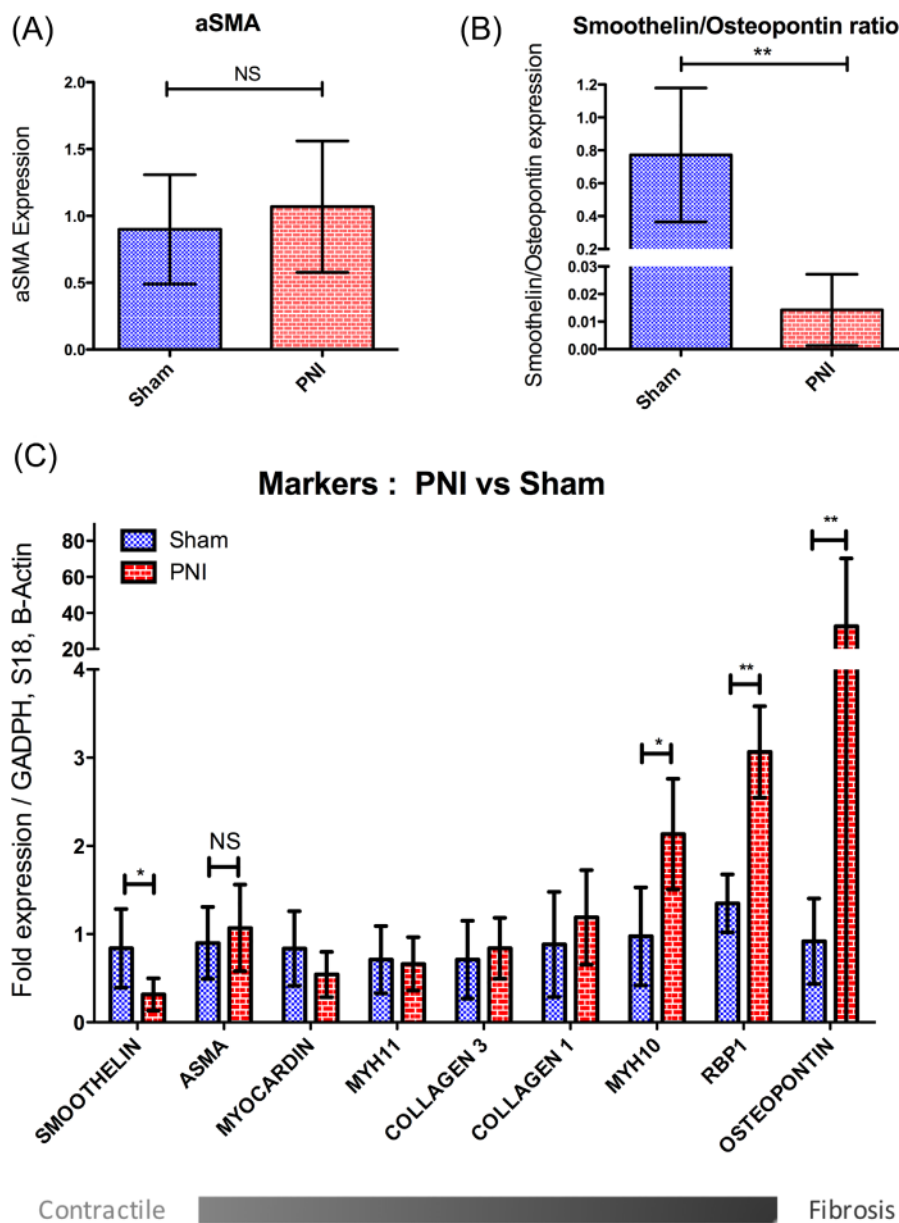 (A)
aSMA
NS
2.0
1.5
1.0
0.5
0.0
aSMA Expression
Sham
PNI
(B)
Smoothelin/Osteopontin ratio
**
1.2
1.0
0.8
0.6
0.4
0.2
0.03
0.02
0.01
0.00
Smoothelin/Osteopontin expression
Sham
PNI
(C)
Markers : PNI vs Sham
Sham
PNI
80
60
40
20
4
3
2
1
0
Fold expression / GADPH, S18, B-Actin
*
NS
*
**
**
SMOOTHELIN
ASMA
MYOCARDIN
MYH11
COLLAGEN 3
COLLAGEN 1
MYH10
RBP1
OSTEOPONTIN
Contractile
Fibrosis